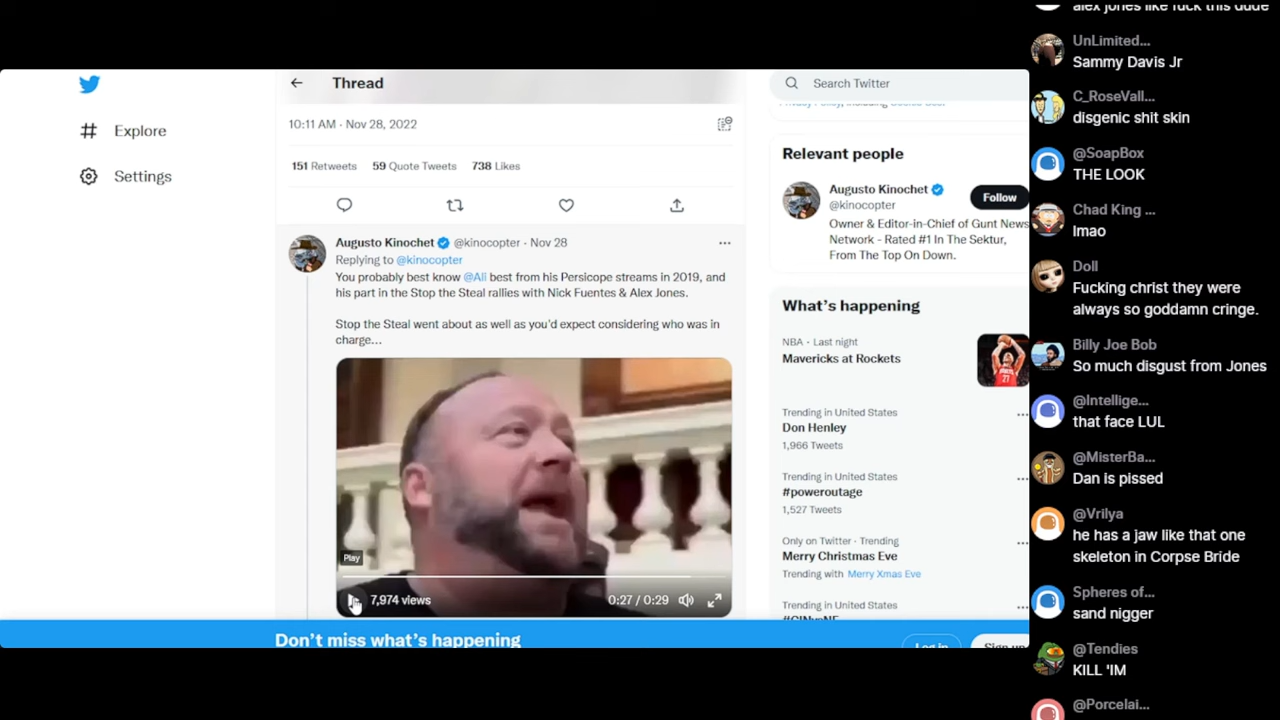 Explore
Settings
Thread
10:11 AM · Nov 28, 2022
151 Retweets 59 Quote Tweets 738 Likes
Augusto Kinochet @kinocopter · Nov 28
Replying to @kinocopter
You probably best know @Ali best from his Persicope streams in 2019, and
his part in the Stop the Steal rallies with Nick Fuentes & Alex Jones.
Stop the Steal went about as well as you'd expect considering who was in
charge...
Play
7,974 views 0:27 / 0:29
Search Twitter
Relevant people
Augusto Kinochet
@kinocopter
Follow
Owner & Editor-in-Chief of Gunt News
Network - Rated #1 In The Sektur,
From The Top On Down.
What's happening
NBA · Last night
Mavericks at Rockets
Trending in United States
Don Henley
1,966 Tweets
Trending in United States
#poweroutage
1,527 Tweets
Only on Twitter · Trending
Merry Christmas Eve
Trending with Merry Xmas Eve
Trending in United States
Don't miss what's happening
Log in
Sign up
alex jones like fuck this dude
UnLimited...
Sammy Davis Jr
C_RoseVall...
disgenic shit skin
@SoapBox
THE LOOK
Chad King ...
lmao
Doll
Fucking christ they were
always so goddamn cringe.
Billy Joe Bob
So much disgust from Jones
@Intellige...
that face LUL
@MisterBa...
Dan is pissed
@Vrilya
he has a jaw like that one
skeleton in Corpse Bride
Spheres of...
sand nigger
@Tendies
KILL 'IM
@Porcelai...